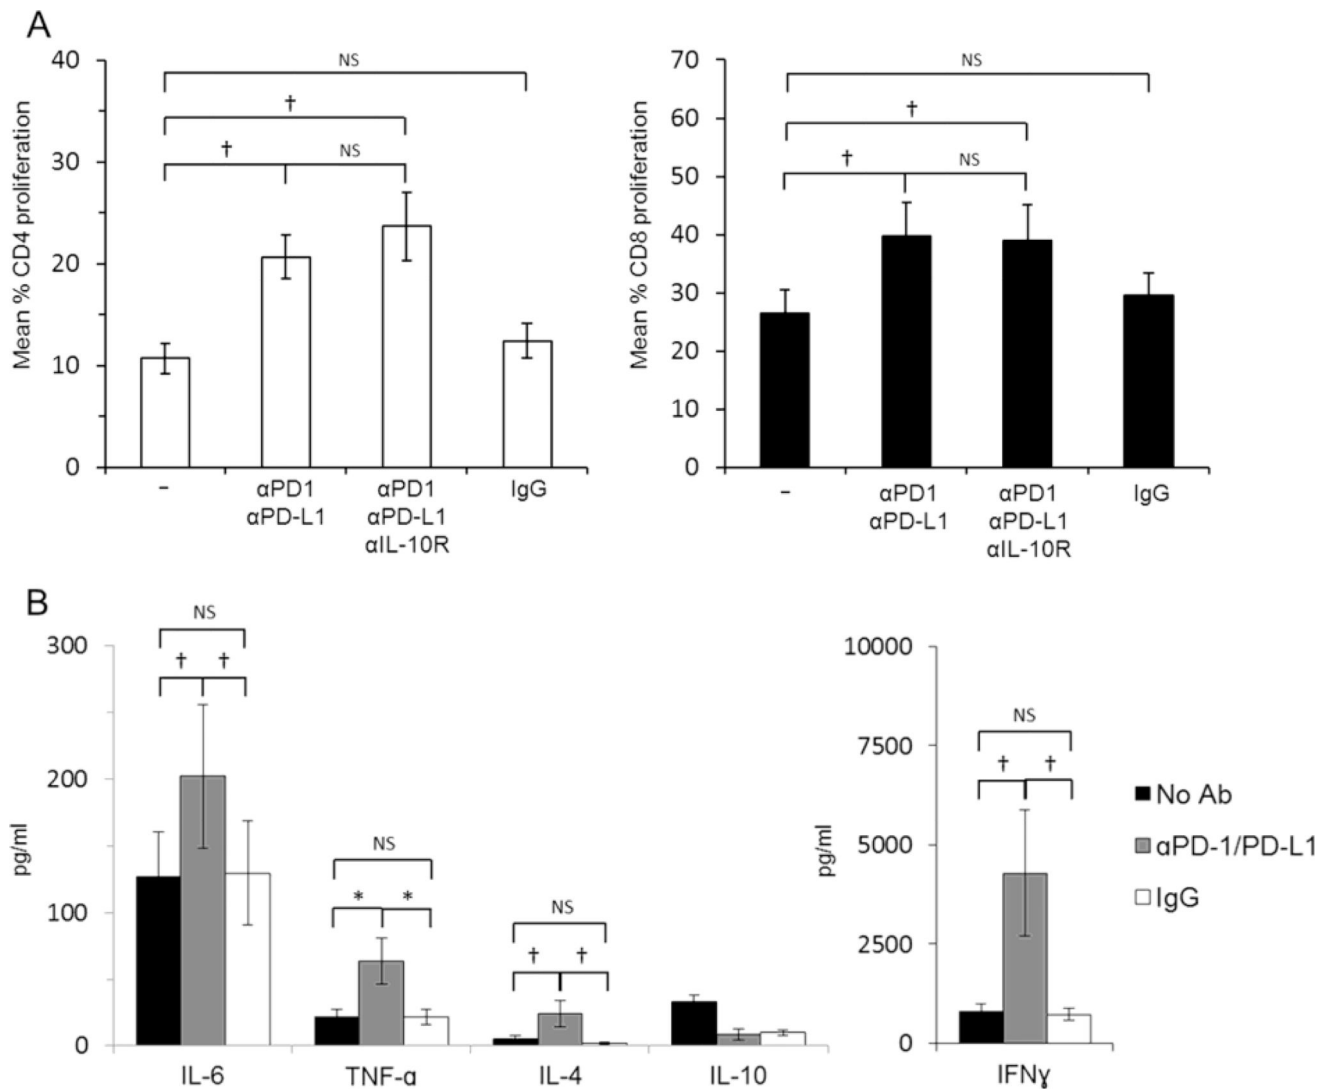 A
Mean % CD4 proliferation
40
30
20
10
0
NS
†
†
NS
–
αPD1
αPD-L1
αPD1
αPD-L1
αIL-10R
IgG
Mean % CD8 proliferation
70
60
50
40
30
20
10
0
NS
†
†
NS
–
αPD1
αPD-L1
αPD1
αPD-L1
αIL-10R
IgG
B
pg/ml
300
200
100
0
NS
† †
NS
* *
NS
† †
IL-6
TNF-α
IL-4
IL-10
pg/ml
10000
7500
5000
2500
0
NS
† †
IFNɣ
No Ab
αPD-1/PD-L1
IgG